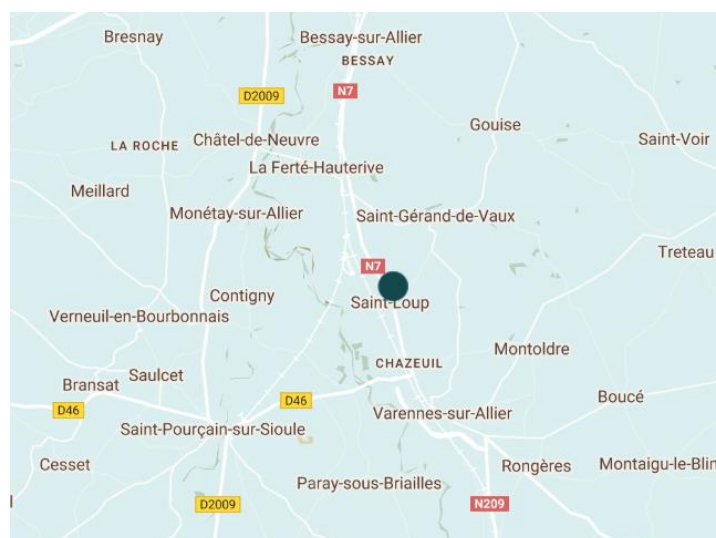 Bresnay
Bessay-sur-Allier
BESSAY
N7
D2009
Gouise
Châtel-de-Neuvre
Saint-Voir
LA ROCHE
La Ferté-Hauterive
Meillard
Monétay-sur-Allier
Saint-Gérand-de-Vaux
Treteau
N7
Contigny
Saint-Loup
Verneuil-en-Bourbonnais
Montoldre
CHAZEUIL
Saulcet
Bransat
Boucé
D46
D46
Varennes-sur-Allier
Saint-Pourçain-sur-Sioule
Cesset
Rongères
Montaigu-le-Blin
Paray-sous-Briailles
D2009
N209